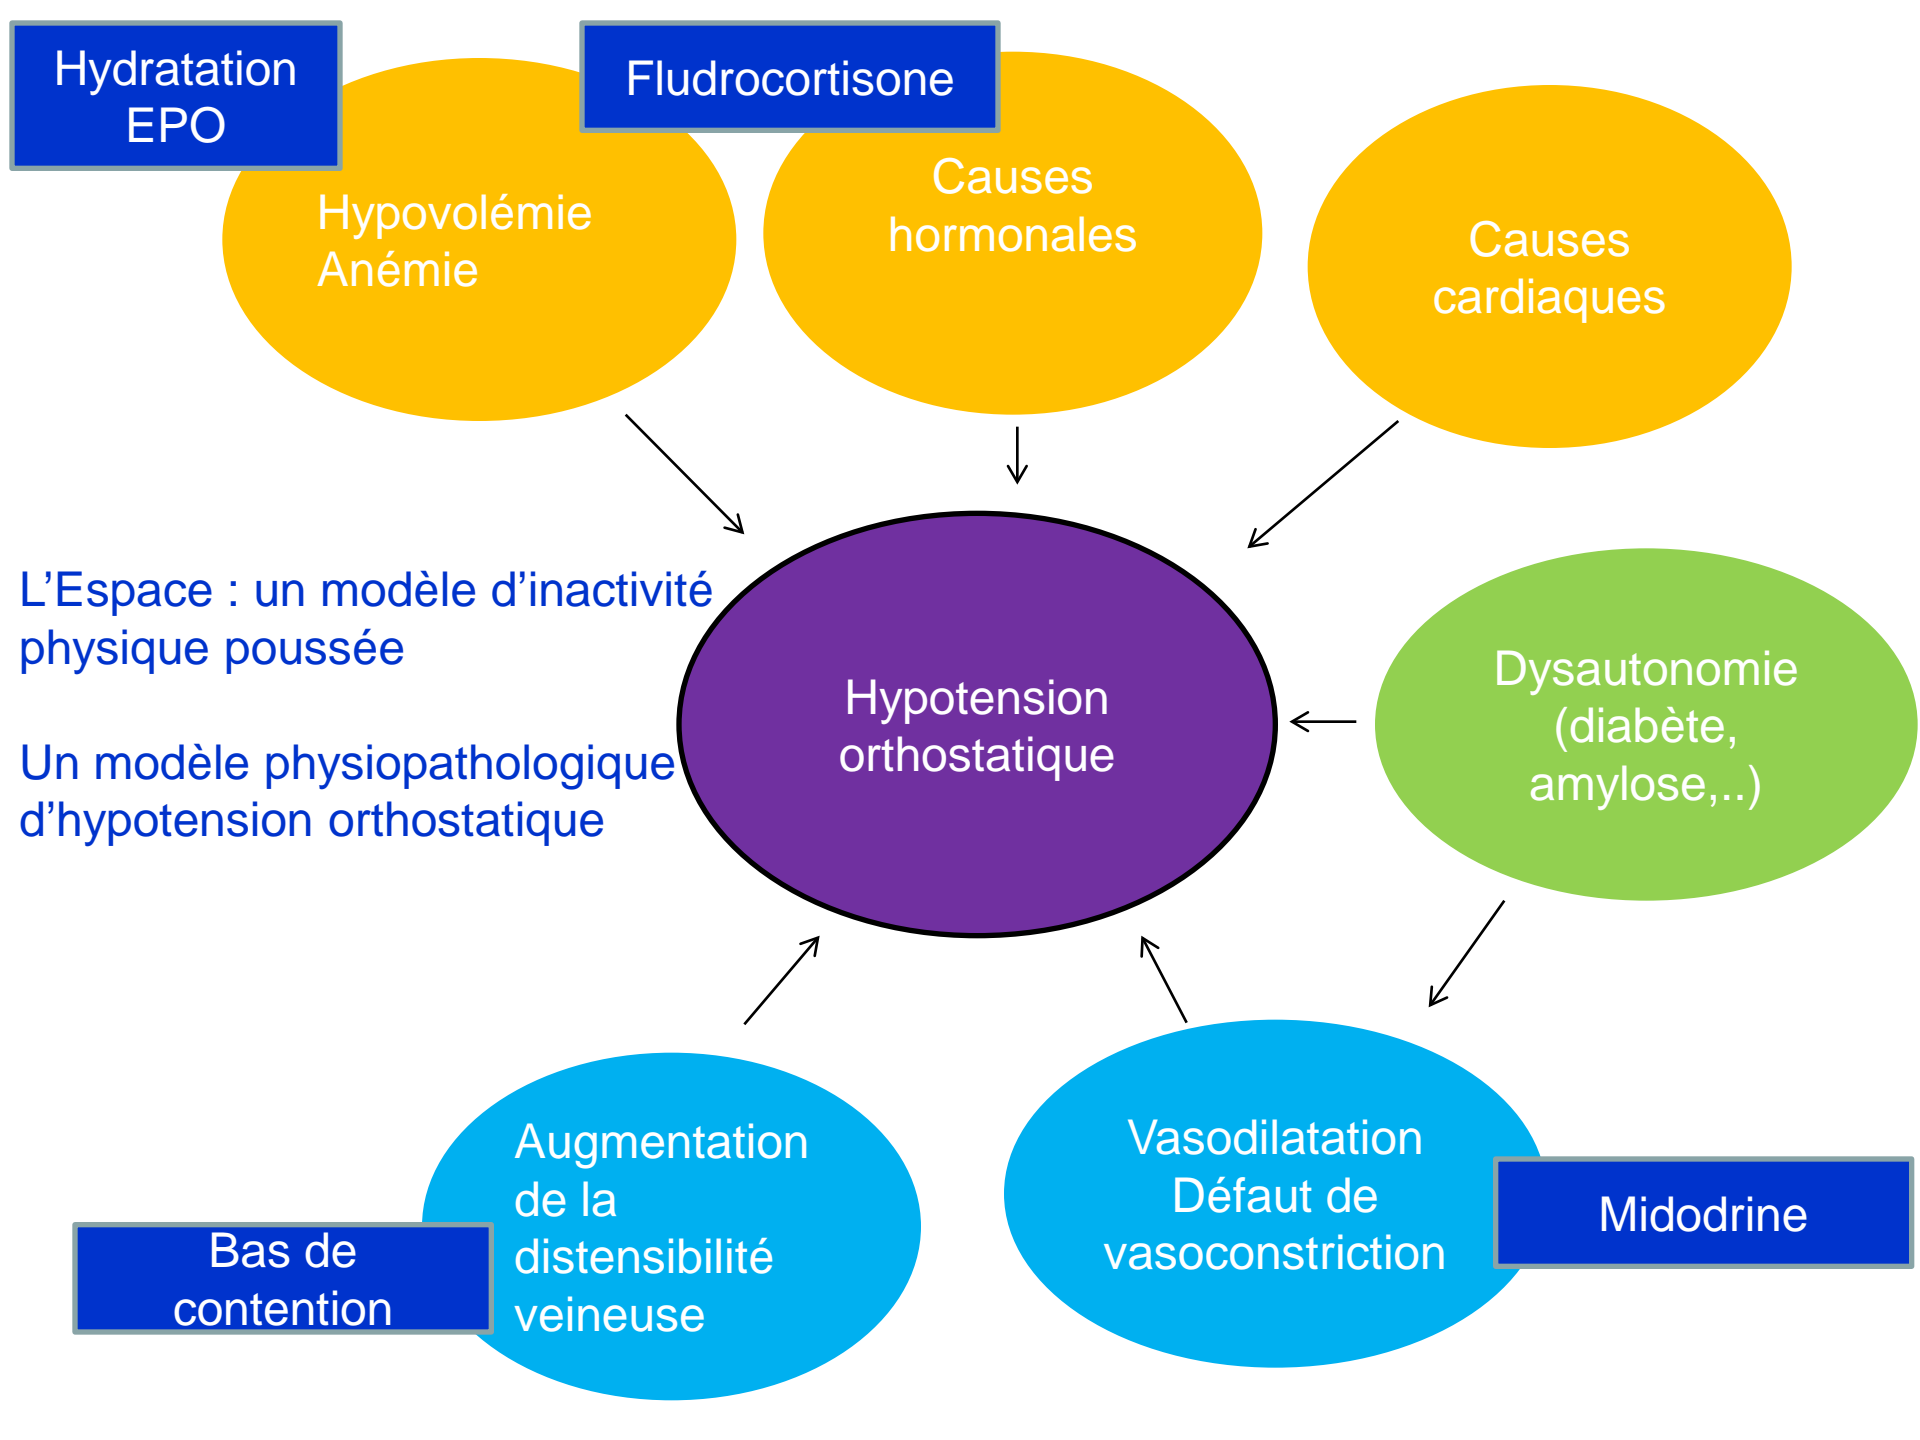 Hydratation
EPO
Fludrocortisone
Hypovolémie
Anémie
Causes
hormonales
Causes
cardiaques
L’Espace : un modèle d’inactivité
physique poussée
Un modèle physiopathologique
d’hypotension orthostatique
Hypotension
orthostatique
Dysautonomie
(diabète,
amylose,..)
Augmentation
de la
distensibilité
veineuse
Bas de
contention
Vasodilatation
Défaut de
vasoconstriction
Midodrine